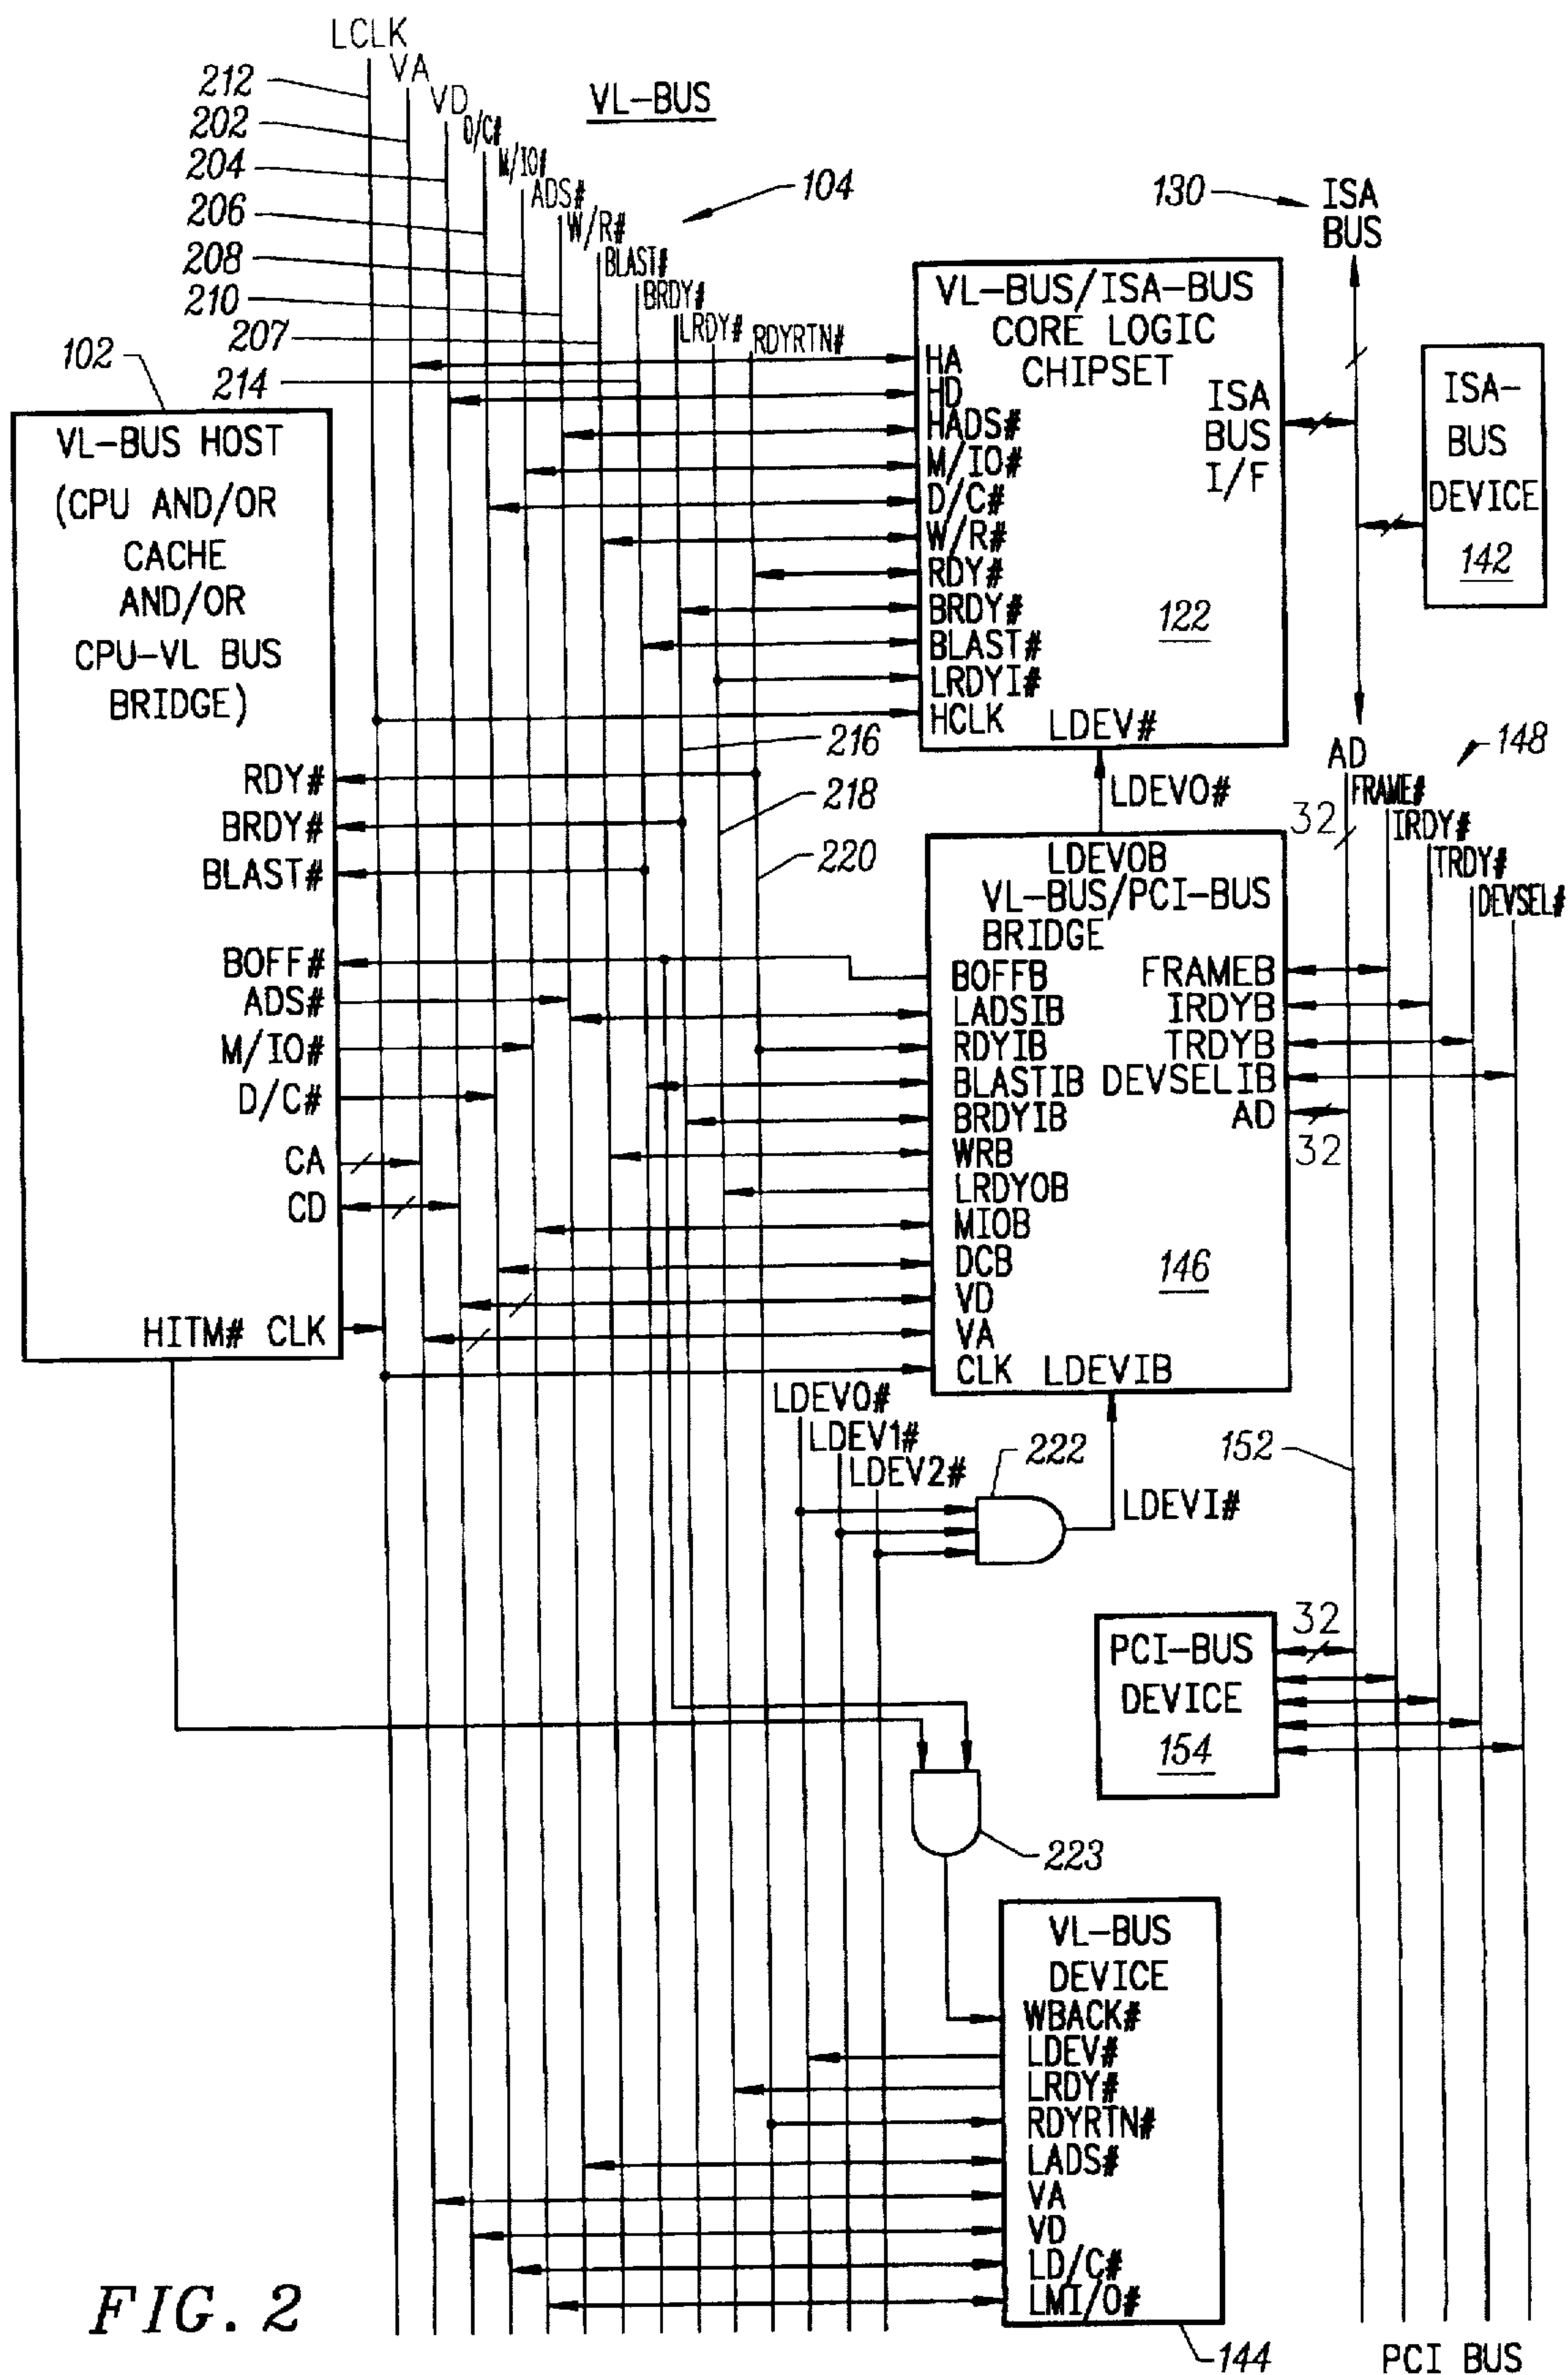 LCLK
VA
VD
D/C#
M/IO#
ADS#
W/R#
BLAST#
BRDY#
LRDY#
RDYRTN#
212
202
204
206
208
210
207
214
VL-BUS
104
130
ISA
BUS
102
VL-BUS HOST
(CPU AND/OR
CACHE
AND/OR
CPU-VL BUS
BRIDGE)
RDY#
BRDY#
BLAST#
BOFF#
ADS#
M/IO#
D/C#
CA
CD
HITM# CLK
VL-BUS/ISA-BUS
CORE LOGIC
CHIPSET
HA
HD
HADS#
M/IO#
D/C#
W/R#
RDY#
BRDY#
BLAST#
LRDYI#
HCLK
LDEV#
ISA
BUS
I/F
122
ISA-
BUS
DEVICE
142
216
218
220
LDEVO#
AD
FRAME#
IRDY#
TRDY#
DEVSEL#
148
32
LDEVOB
VL-BUS/PCI-BUS
BRIDGE
BOFFB
LADSIB
RDYIB
BLASTIB
BRDYIB
WRB
LRDYOB
MIOB
DCB
VD
VA
CLK
LDEVIB
FRAMEB
IRDYB
TRDYB
DEVSELIB
AD
32
146
LDEV0#
LDEV1#
LDEV2#
222
LDEVI#
152
PCI-BUS
DEVICE
154
32
223
VL-BUS
DEVICE
WBACK#
LDEV#
LRDY#
RDYRTN#
LADS#
VA
VD
LD/C#
LMI/O#
144
PCI BUS
FIG. 2